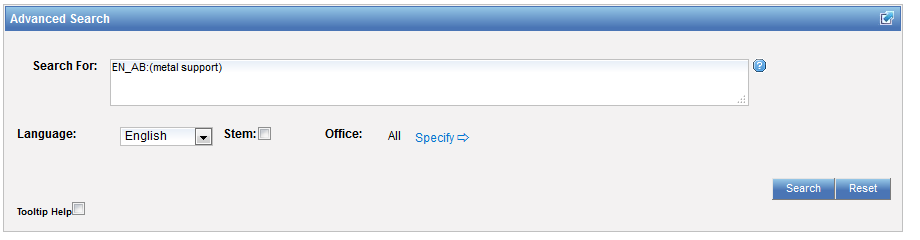 Advanced Search
Search For: EN_AB:(metal support)
Language: English Stem: Office: All Specify
Search Reset
Tooltip Help